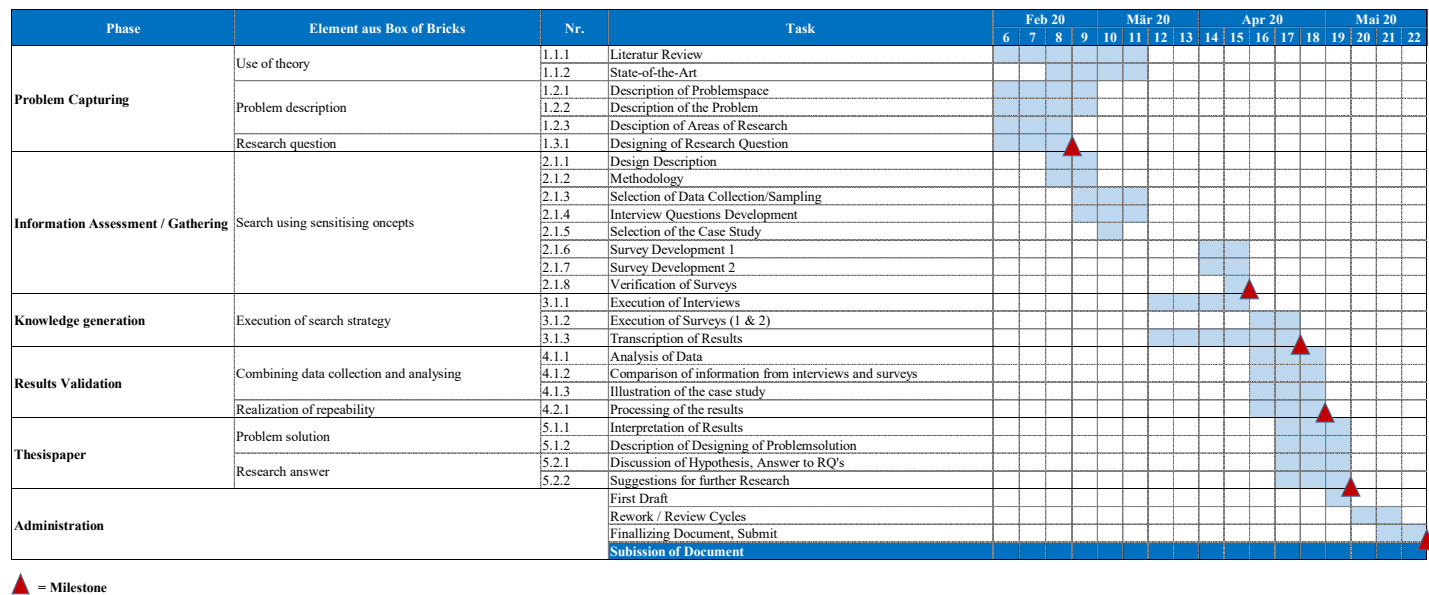 Phase Element aus Box of Bricks Nr. Task Feb 20 Mär 20 Apr 20 Mai 20
6 7 8 9 10 11 12 13 14 15 16 17 18 19 20 21 22
Problem Capturing
Use of theory
1.1.1 Literatur Review
1.1.2 State-of-the-Art
Problem description
1.2.1 Description of Problemspace
1.2.2 Description of the Problem
1.2.3 Desciption of Areas of Research
Research question 1.3.1 Designing of Research Question
Information Assessment / Gathering Search using sensitising oncepts
2.1.1 Design Description
2.1.2 Methodology
2.1.3 Selection of Data Collection/Sampling
2.1.4 Interview Questions Development
2.1.5 Selection of the Case Study
2.1.6 Survey Development 1
2.1.7 Survey Development 2
2.1.8 Verification of Surveys
Knowledge generation Execution of search strategy
3.1.1 Execution of Interviews
3.1.2 Execution of Surveys (1 & 2)
3.1.3 Transcription of Results
Results Validation
Combining data collection and analysing
4.1.1 Analysis of Data
4.1.2 Comparison of information from interviews and surveys
4.1.3 Illustration of the case study
Realization of repeability 4.2.1 Processing of the results
Thesispaper
Problem solution
5.1.1 Interpretation of Results
5.1.2 Description of Designing of Problemsolution
Research answer
5.2.1 Discussion of Hypothesis, Answer to RQ's
5.2.2 Suggestions for further Research
Administration
First Draft
Rework / Review Cycles
Finallizing Document, Submit
Subission of Document
= Milestone